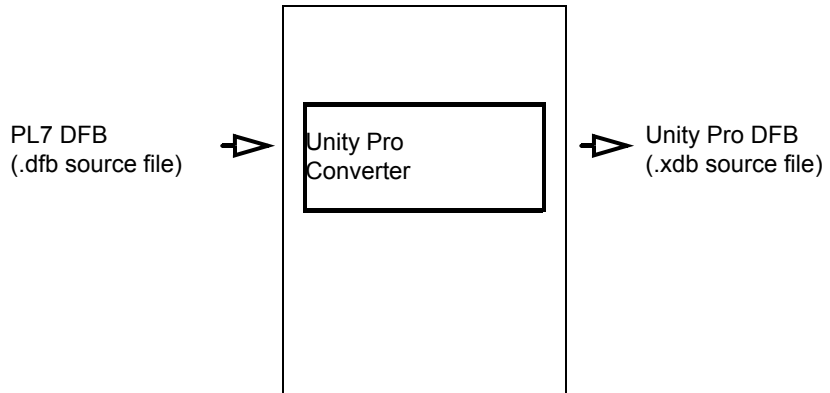 PL7 DFB
(.dfb source file)
Unity Pro
Converter
Unity Pro DFB
(.xdb source file)